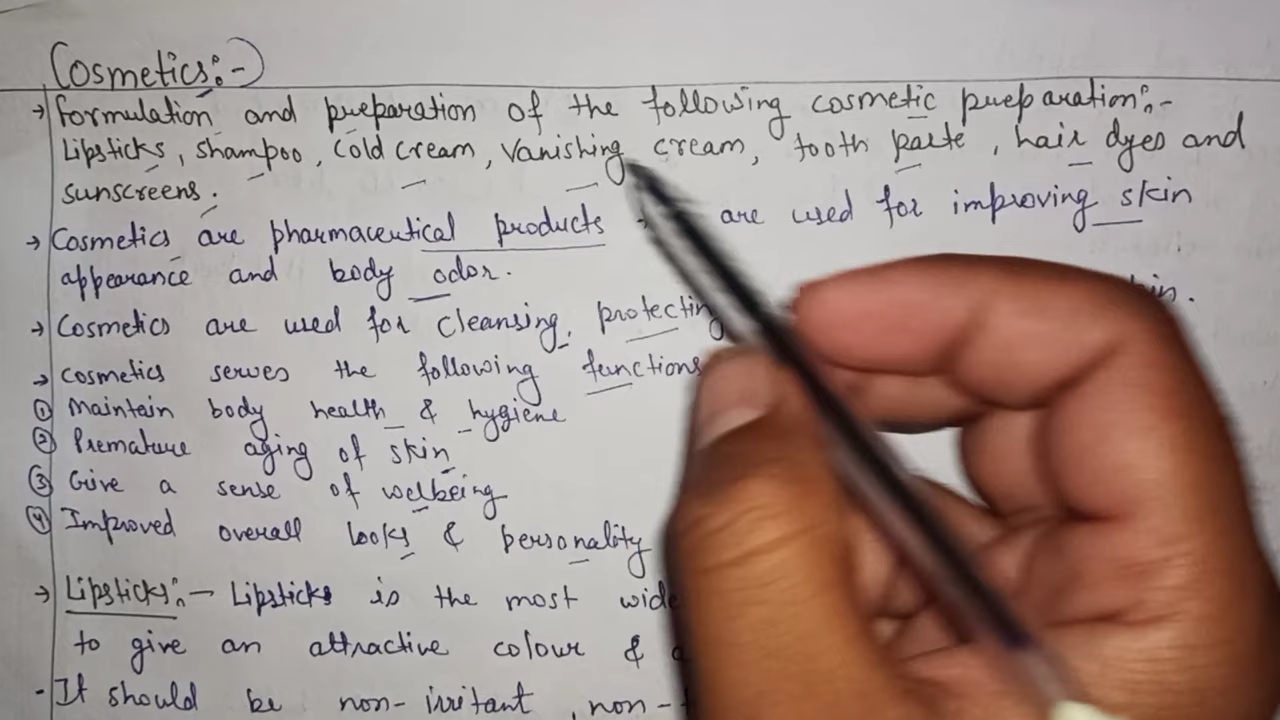 Cosmetics:-
→ formulation and preparation of the following cosmetic preparation:-
Lipsticks, shampoo, cold cream, vanishing cream, tooth paste, hair dyes and
sunscreens.
→ Cosmetics are pharmaceutical products are used for improving skin
appearance and body odor.
→ Cosmetics are used for cleansing, protecting
→ cosmetics serves the following functions
① Maintain body health & hygiene
② Premature aging of skin
③ Give a sense of welbeing
④ Improved overall looks & personality
→ Lipsticks:- Lipsticks is the most
to give an attractive colour &
· It should be non-irritant, non-